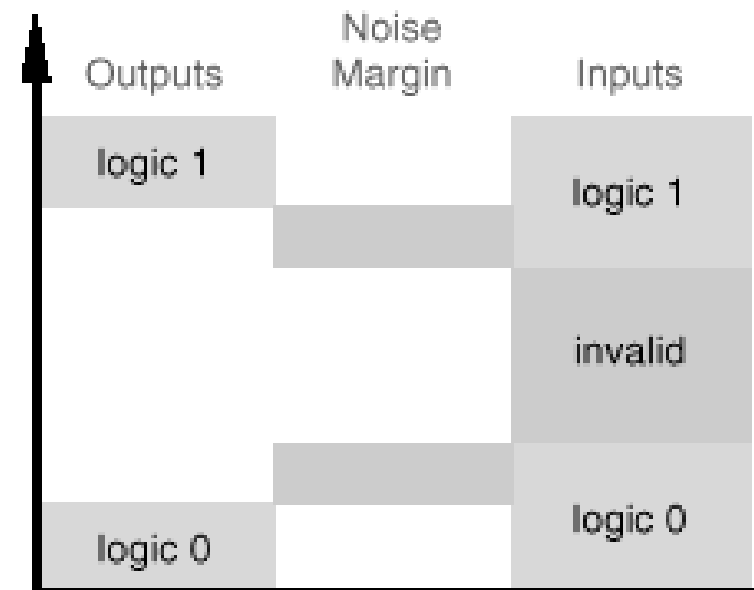 Outputs
Noise
Margin
Inputs
logic 1
logic 1
invalid
logic 0
logic 0